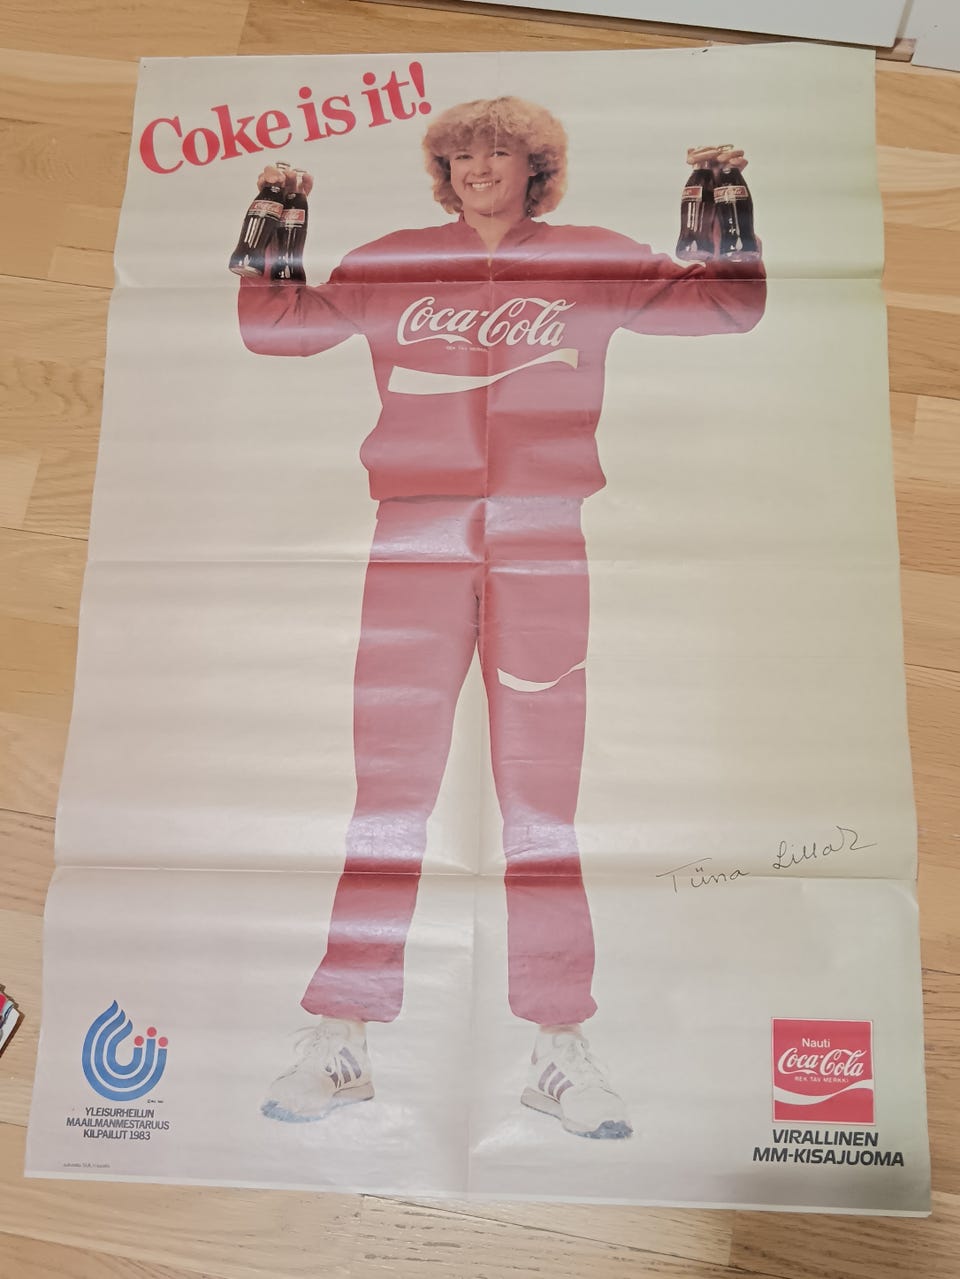 Coke is it!
Coca-Cola
REK. TAV. MERKKI
Tiina Lillak
YLEISURHEILUN
MAAILMANMESTARUUS
KILPAILUT 1983
Nauti
Coca-Cola
REK. TAV. MERKKI
VIRALLINEN
MM-KISAJUOMA